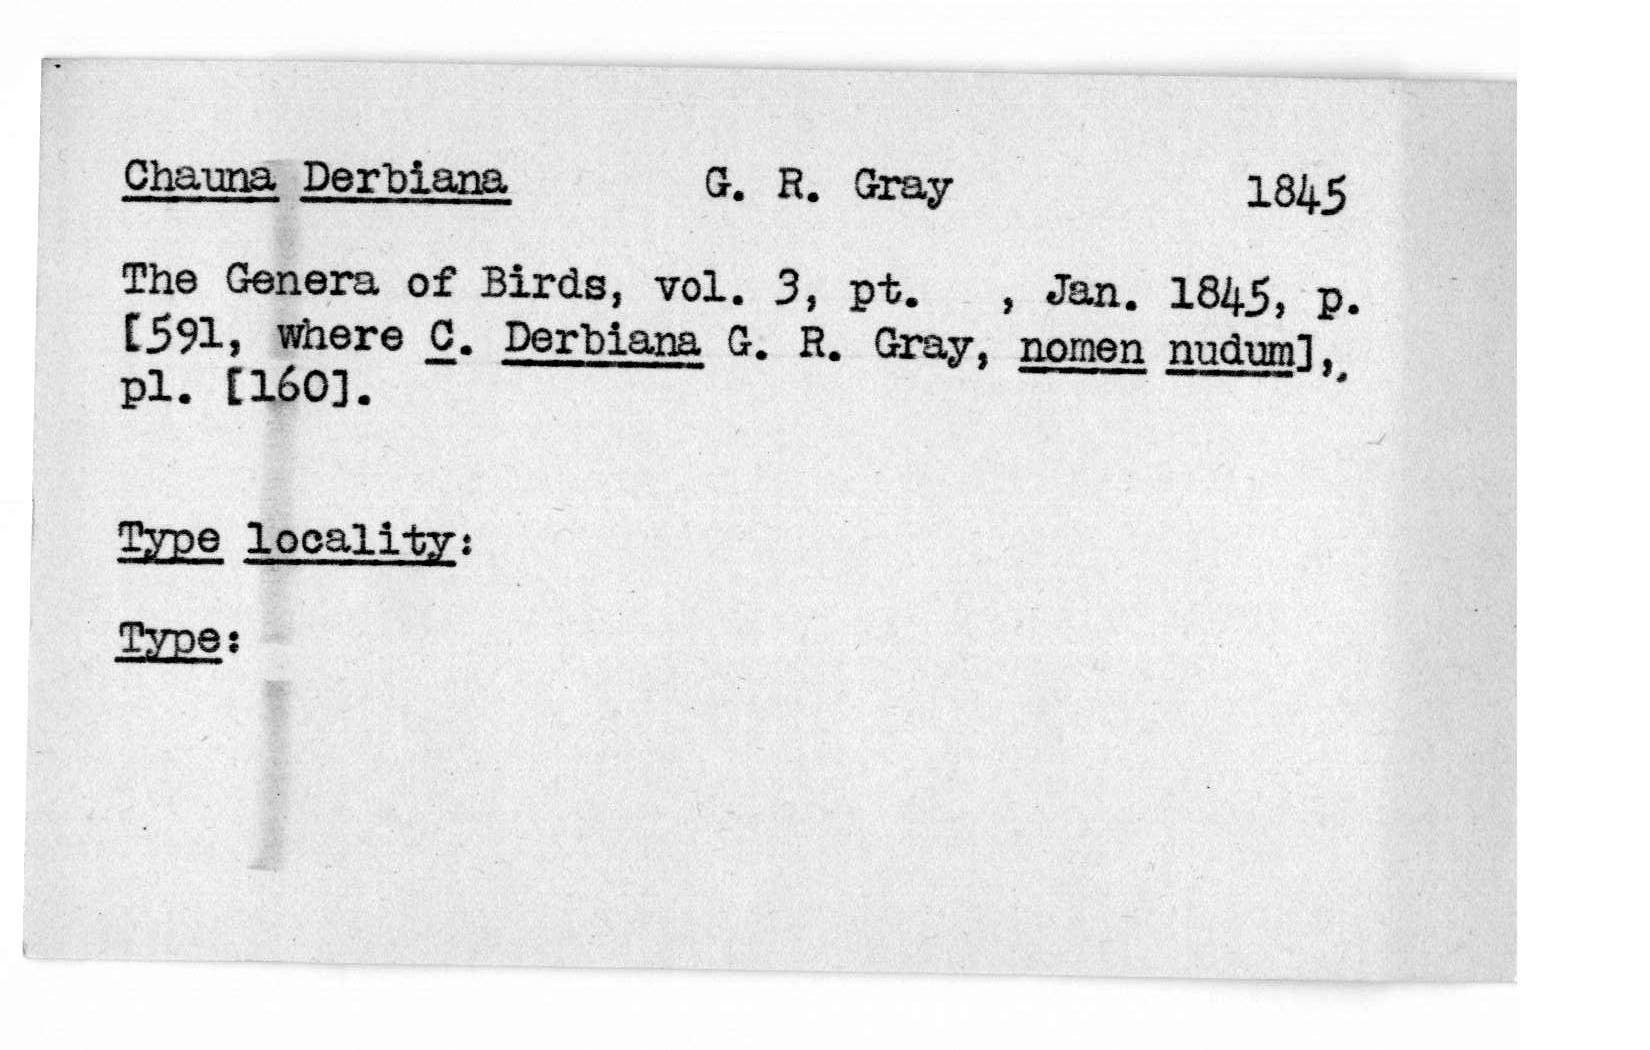 Chauna Derbiana G. R. Gray 1845
The Genera of Birds, vol. 3, pt. , Jan. 1845, p.
[591, where C. Derbiana G. R. Gray, nomen nudum],
pl. [160].
Type locality:
Type: